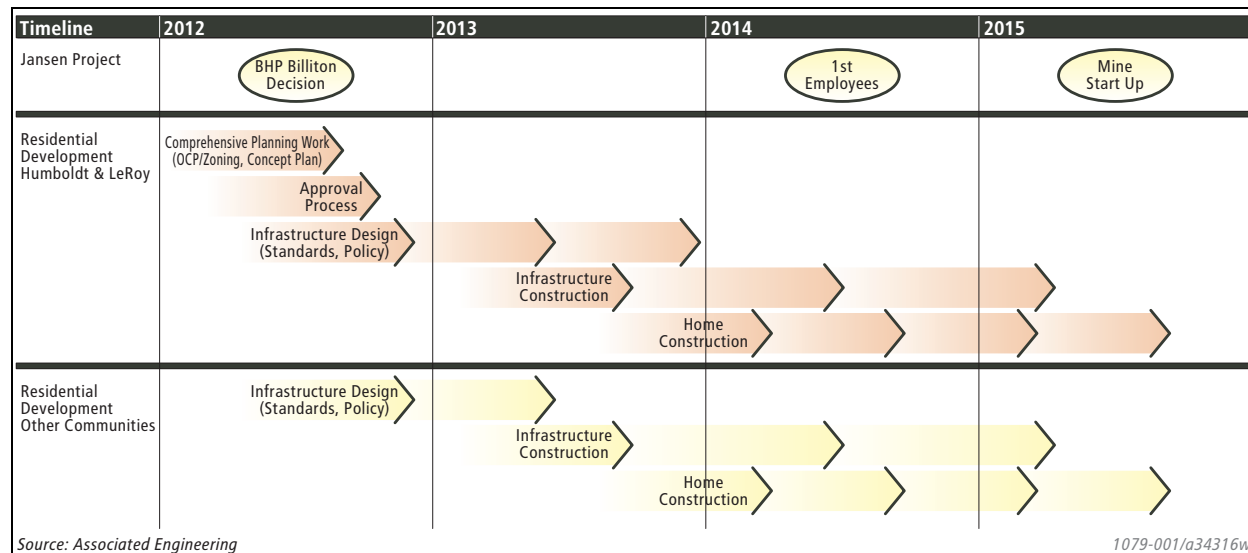 Timeline 2012 2013 2014 2015
Jansen Project
BHP Billiton
Decision
1st
Employees
Mine
Start Up
Residential
Development
Humboldt & LeRoy
Comprehensive Planning Work
(OCP/Zoning, Concept Plan)
Approval
Process
Infrastructure Design
(Standards, Policy)
Infrastructure
Construction
Home
Construction
Residential
Development
Other Communities
Infrastructure Design
(Standards, Policy)
Infrastructure
Construction
Home
Construction
Source: Associated Engineering
1079-001/a34316w